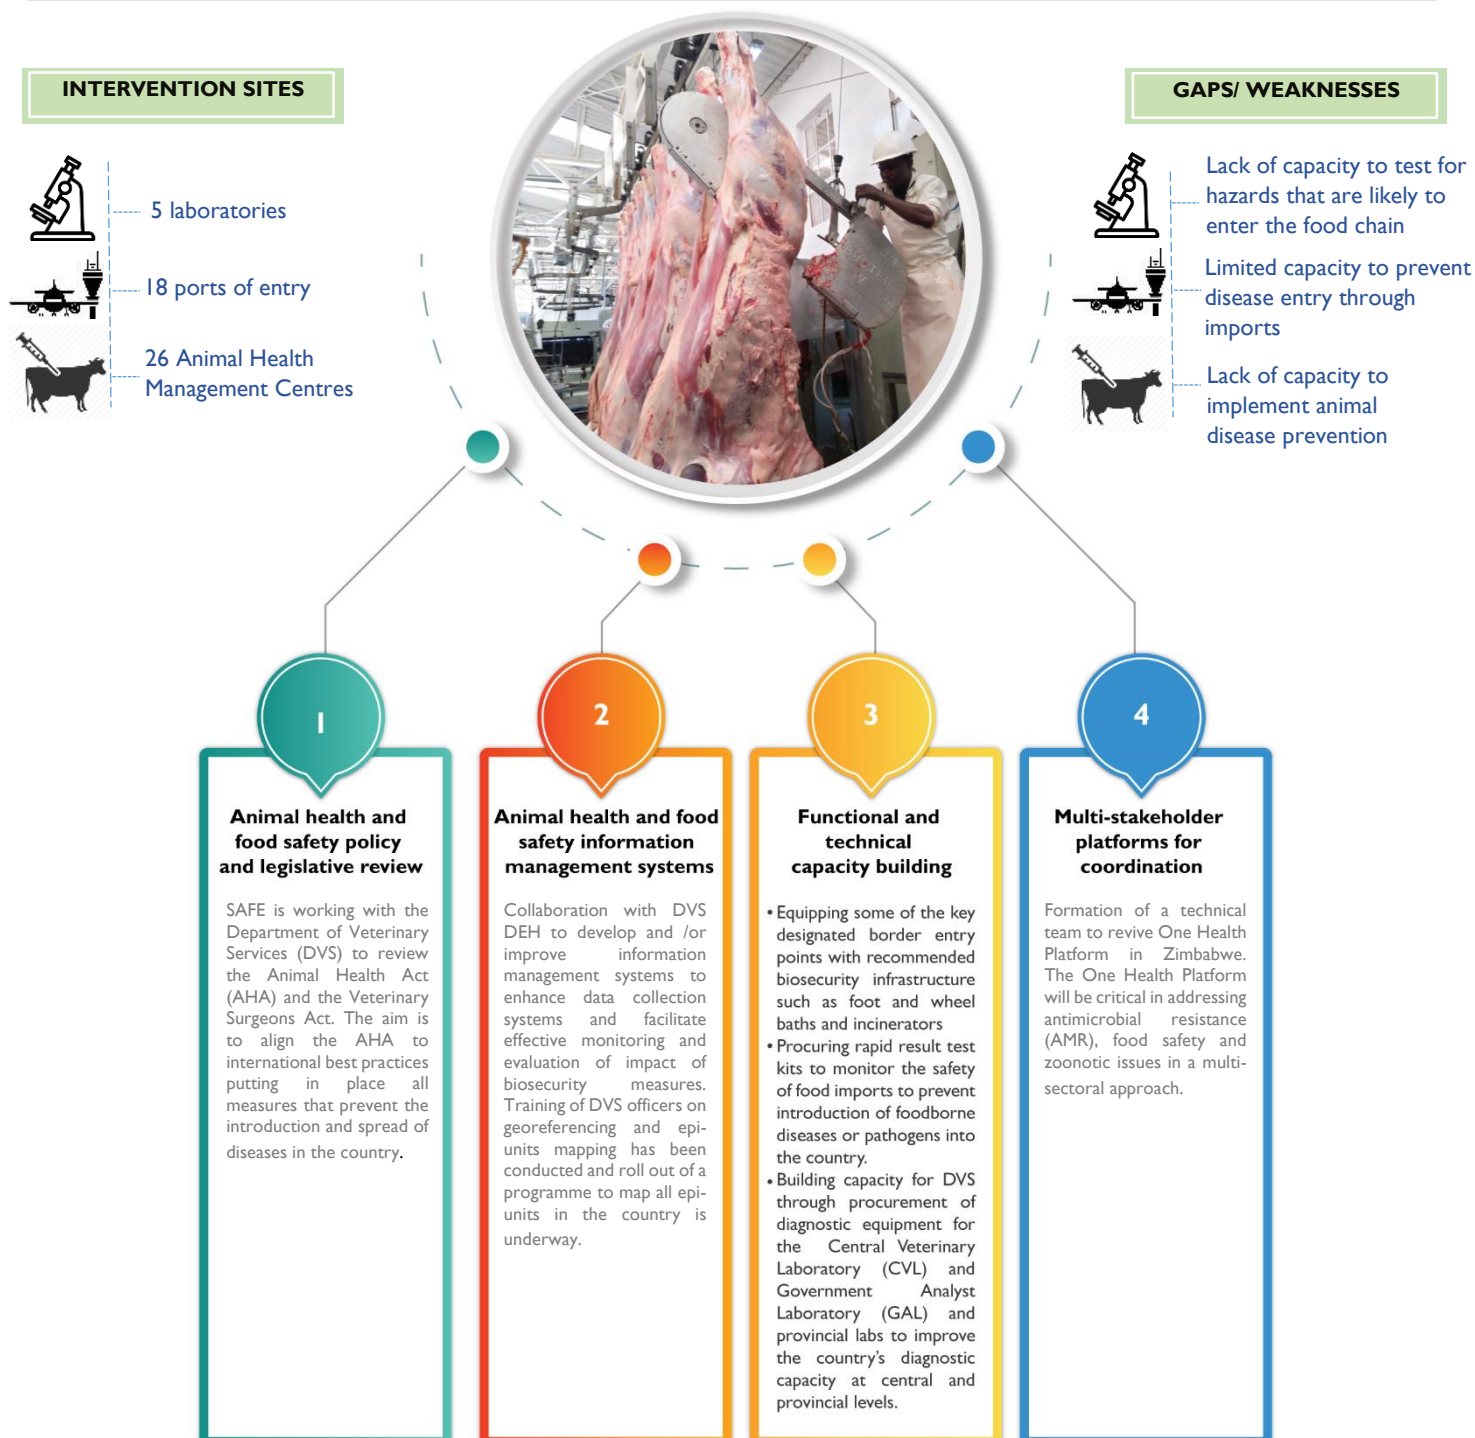 INTERVENTION SITES
5 laboratories
18 ports of entry
26 Animal Health
Management Centres
GAPS/ WEAKNESSES
Lack of capacity to test for
hazards that are likely to
enter the food chain
Limited capacity to prevent
disease entry through
imports
Lack of capacity to
implement animal
disease prevention
1
Animal health and
food safety policy
and legislative review
SAFE is working with the
Department of Veterinary
Services (DVS) to review
the Animal Health Act
(AHA) and the Veterinary
Surgeons Act. The aim is
to align the AHA to
international best practices
putting in place all
measures that prevent the
introduction and spread of
diseases in the country.
2
Animal health and food
safety information
management systems
Collaboration with DVS
DEH to develop and /or
improve information
management systems to
enhance data collection
systems and facilitate
effective monitoring and
evaluation of impact of
biosecurity measures.
Training of DVS officers on
georeferencing and epi-
units mapping has been
conducted and roll out of a
programme to map all epi-
units in the country is
underway.
3
Functional and
technical
capacity building
• Equipping some of the key
designated border entry
points with recommended
biosecurity infrastructure
such as foot and wheel
baths and incinerators
• Procuring rapid result test
kits to monitor the safety
of food imports to prevent
introduction of foodborne
diseases or pathogens into
the country.
• Building capacity for DVS
through procurement of
diagnostic equipment for
the Central Veterinary
Laboratory (CVL) and
Government Analyst
Laboratory (GAL) and
provincial labs to improve
the country's diagnostic
capacity at central and
provincial levels.
4
Multi-stakeholder
platforms for
coordination
Formation of a technical
team to revive One Health
Platform in Zimbabwe.
The One Health Platform
will be critical in addressing
antimicrobial resistance
(AMR), food safety and
zoonotic issues in a multi-
sectoral approach.